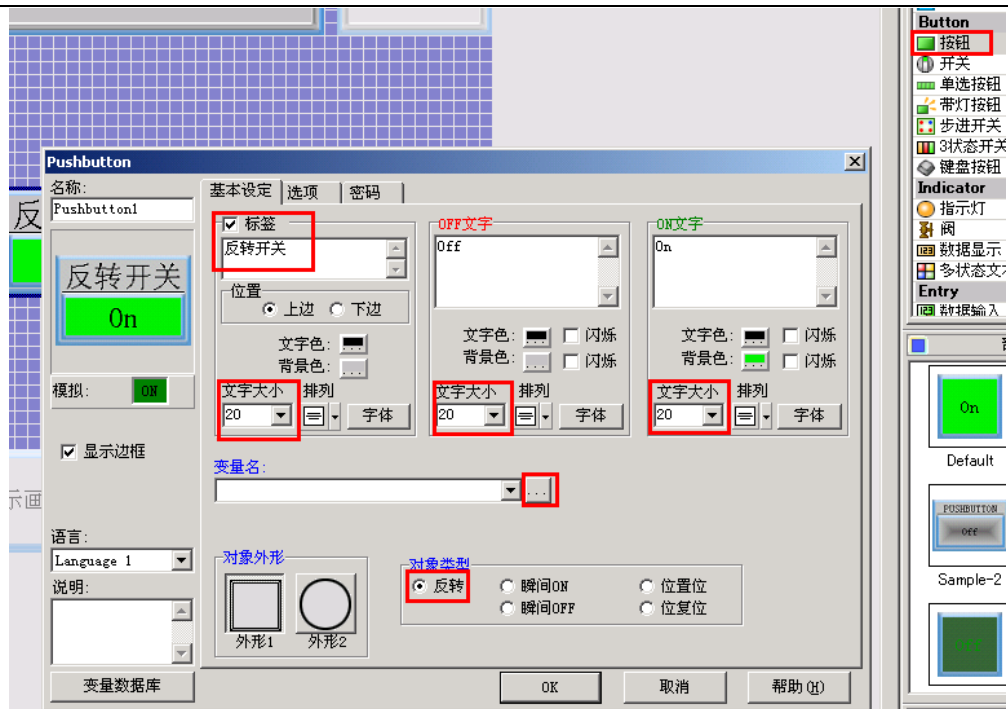 Pushbutton
名称:
Pushbutton1
反转开关
On
模拟:
ON
显示边框
语言:
Language 1
说明:
变量数据库
基本设定
选项
密码
标签
反转开关
位置
上边
下边
文字色:
...
背景色:
...
文字大小
排列
20
字体
OFF文字
Off
文字色:
...
闪烁
背景色:
...
闪烁
文字大小
排列
20
字体
ON文字
On
文字色:
...
闪烁
背景色:
...
闪烁
文字大小
排列
20
字体
变量名:
...
对象外形
外形1
外形2
对象类型
反转
瞬间ON
位置位
瞬间OFF
位复位
OK
取消
帮助(H)
反
示画
Button
按钮
开关
单选按钮
带灯按钮
步进开关
3状态开关
键盘按钮
Indicator
指示灯
阀
数据显示
多状态文
Entry
数据输入
On
Default
PUSHBUTTON
Off
Sample-2
Off